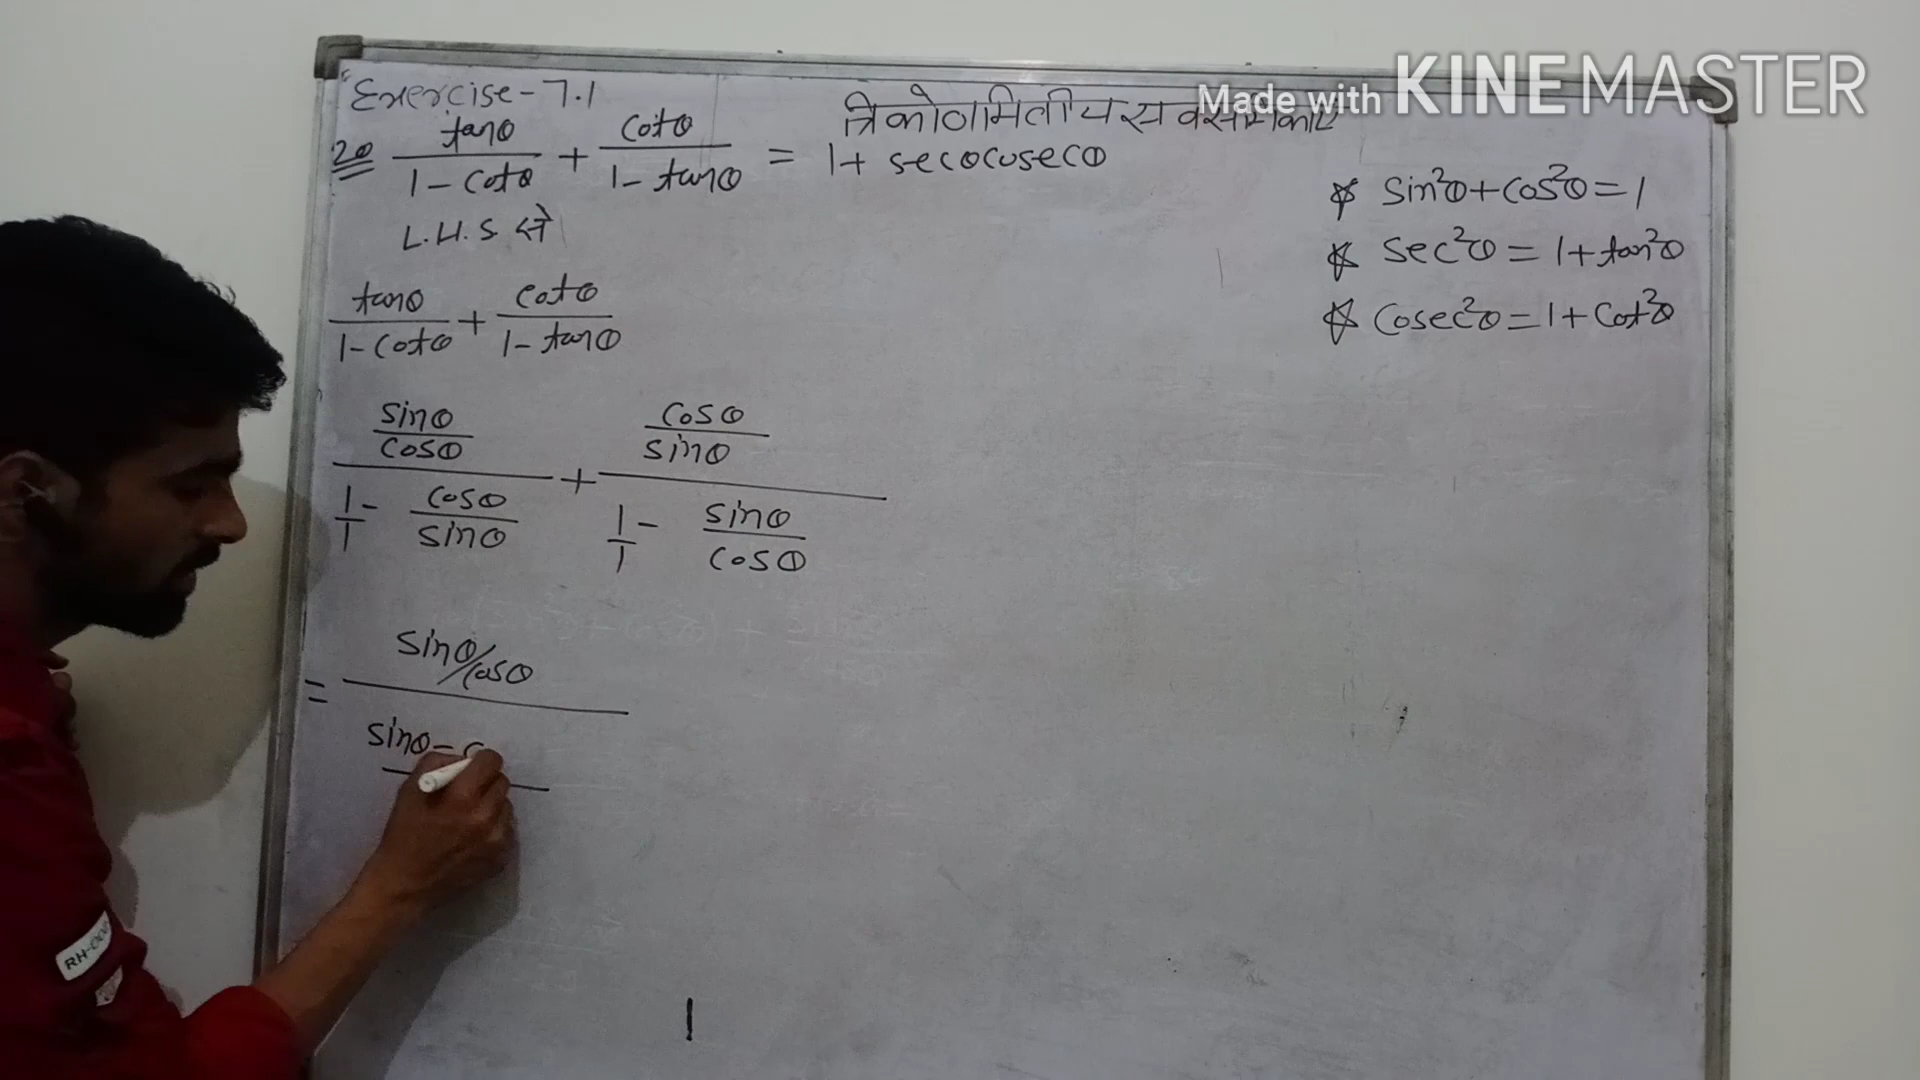 Made with KINEMASTER
Exercise-7.1
त्रिकोणमितीय
20 tanθ/1-cotθ + cotθ/1-tanθ = 1+ secθcosecθ
L.H.S. से
tanθ/1-cotθ + cotθ/1-tanθ
sinθ/cosθ / 1/1 - cosθ/sinθ + cosθ/sinθ / 1/1 - sinθ/cosθ
= sinθ/cosθ
sinθ-c
☆ sin²θ+cos²θ=1
☆ sec²θ=1+tan²θ
☆ cosec²θ=1+cot²θ
RH-000